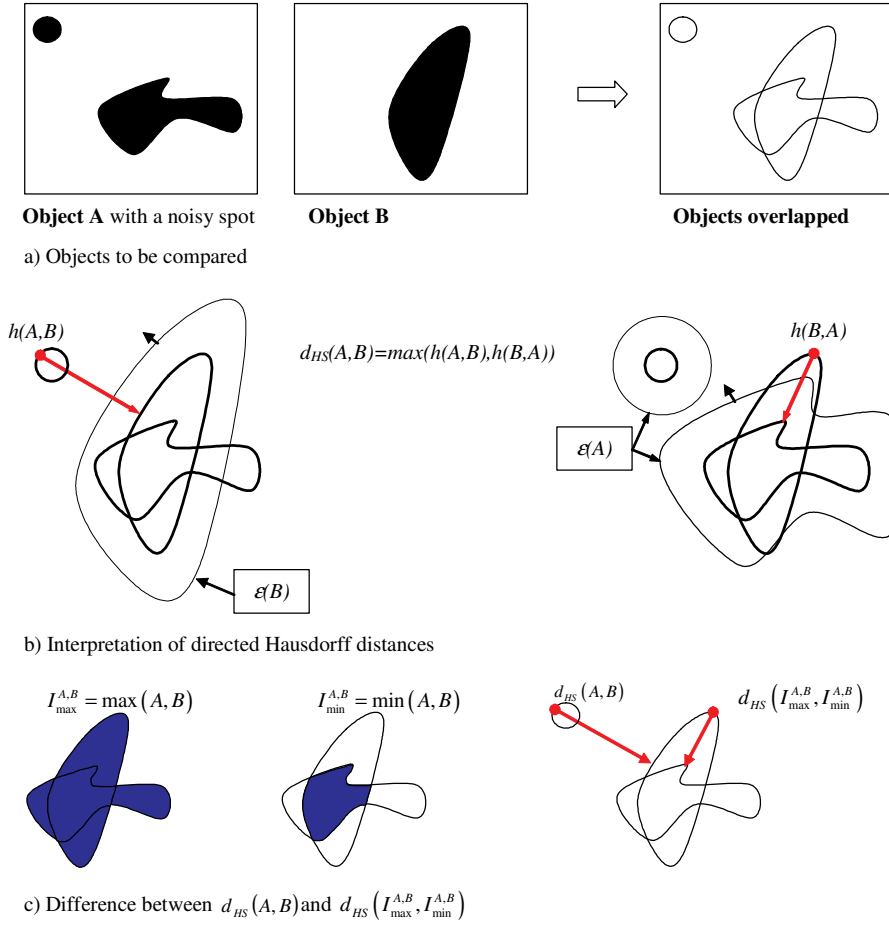 Object A with a noisy spot
Object B
Objects overlapped
a) Objects to be compared
h(A,B)
d_HS(A,B)=max(h(A,B),h(B,A))
h(B,A)
ε(A)
ε(B)
b) Interpretation of directed Hausdorff distances
I_max^{A,B} = max(A,B)
I_min^{A,B} = min(A,B)
d_HS(A,B)
d_HS(I_max^{A,B}, I_min^{A,B})
c) Difference between d_HS(A,B) and d_HS(I_max^{A,B}, I_min^{A,B})